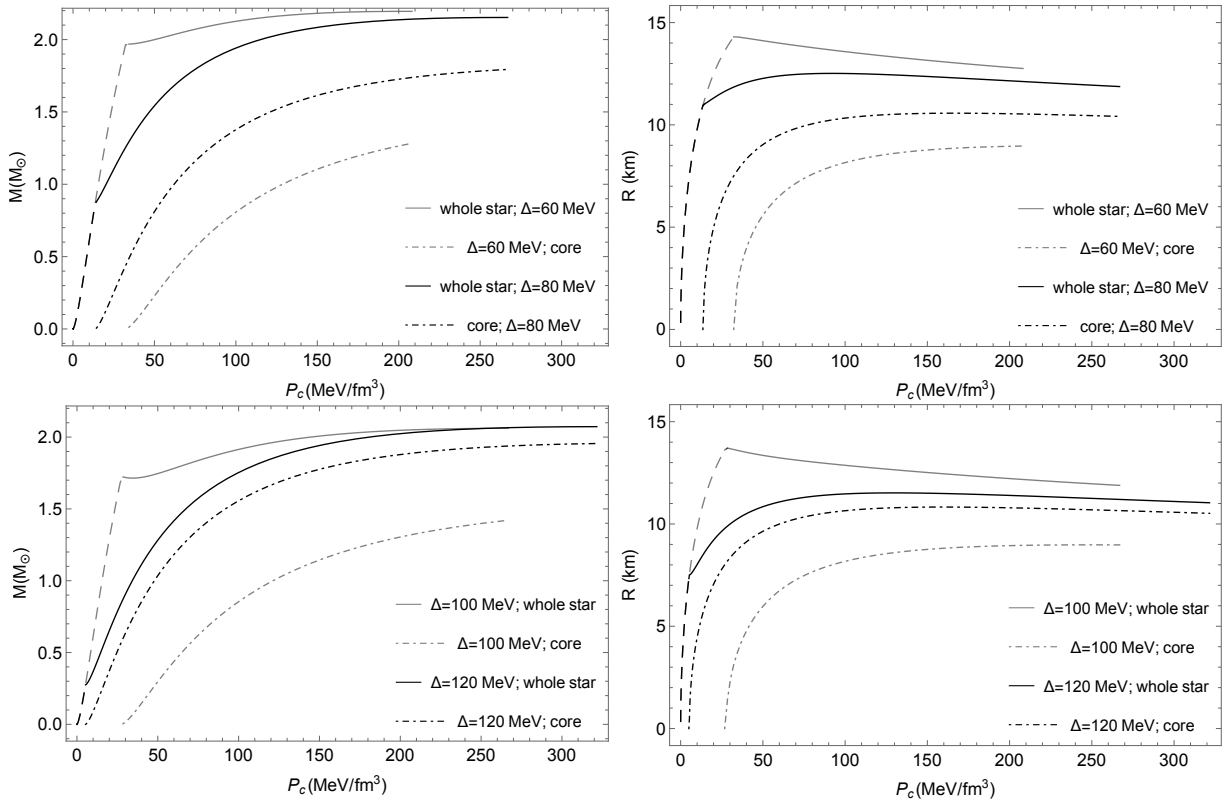 2.0
1.5
1.0
0.5
0.0
M(M⊙)
0 50 100 150 200 250 300
P_c(MeV/fm³)
whole star; Δ=60 MeV
Δ=60 MeV; core
whole star; Δ=80 MeV
core; Δ=80 MeV
15
10
5
0
R (km)
0 50 100 150 200 250 300
P_c(MeV/fm³)
whole star; Δ=60 MeV
Δ=60 MeV; core
whole star; Δ=80 MeV
core; Δ=80 MeV
2.0
1.5
1.0
0.5
0.0
M(M⊙)
0 50 100 150 200 250 300
P_c(MeV/fm³)
Δ=100 MeV; whole star
Δ=100 MeV; core
Δ=120 MeV; whole star
Δ=120 MeV; core
15
10
5
0
R (km)
0 50 100 150 200 250 300
P_c(MeV/fm³)
Δ=100 MeV; whole star
Δ=100 MeV; core
Δ=120 MeV; whole star
Δ=120 MeV; core